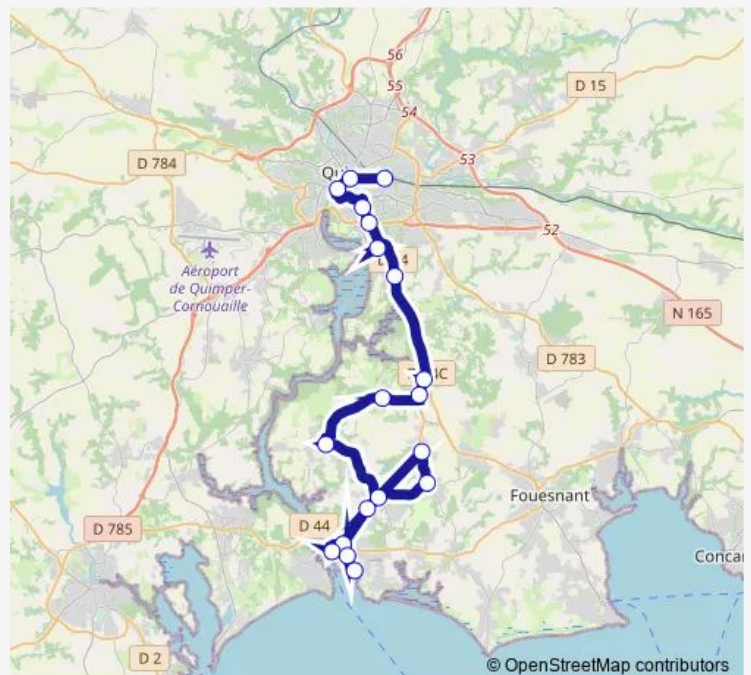 56
55
D 15
54
53
D 784
Qu
52
Aéroport
de Quimper-
Cornouaille
N 165
D 783
Fouesnant
D 44
D 785
Conca
D 2
© OpenStreetMap contributors